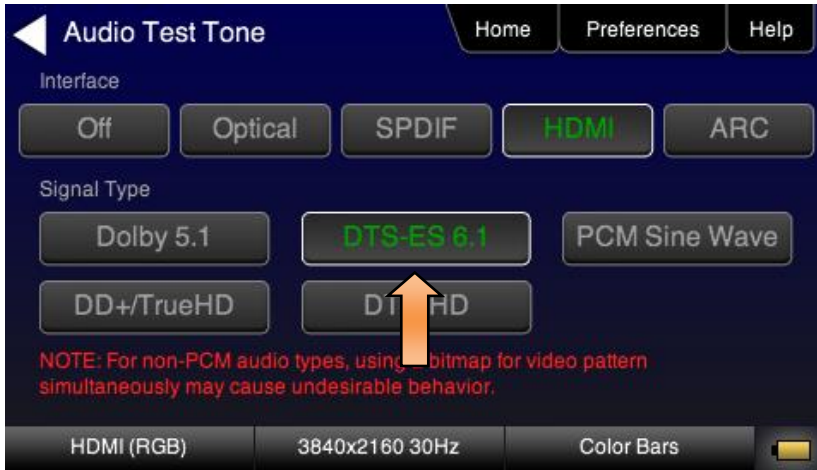 Audio Test Tone
Home
Preferences
Help
Interface
Off
Optical
SPDIF
HDMI
ARC
Signal Type
Dolby 5.1
DTS-ES 6.1
PCM Sine Wave
DD+/TrueHD
DTS-HD
NOTE: For non-PCM audio types, using bitmap for video pattern
simultaneously may cause undesirable behavior.
HDMI (RGB)
3840x2160 30Hz
Color Bars